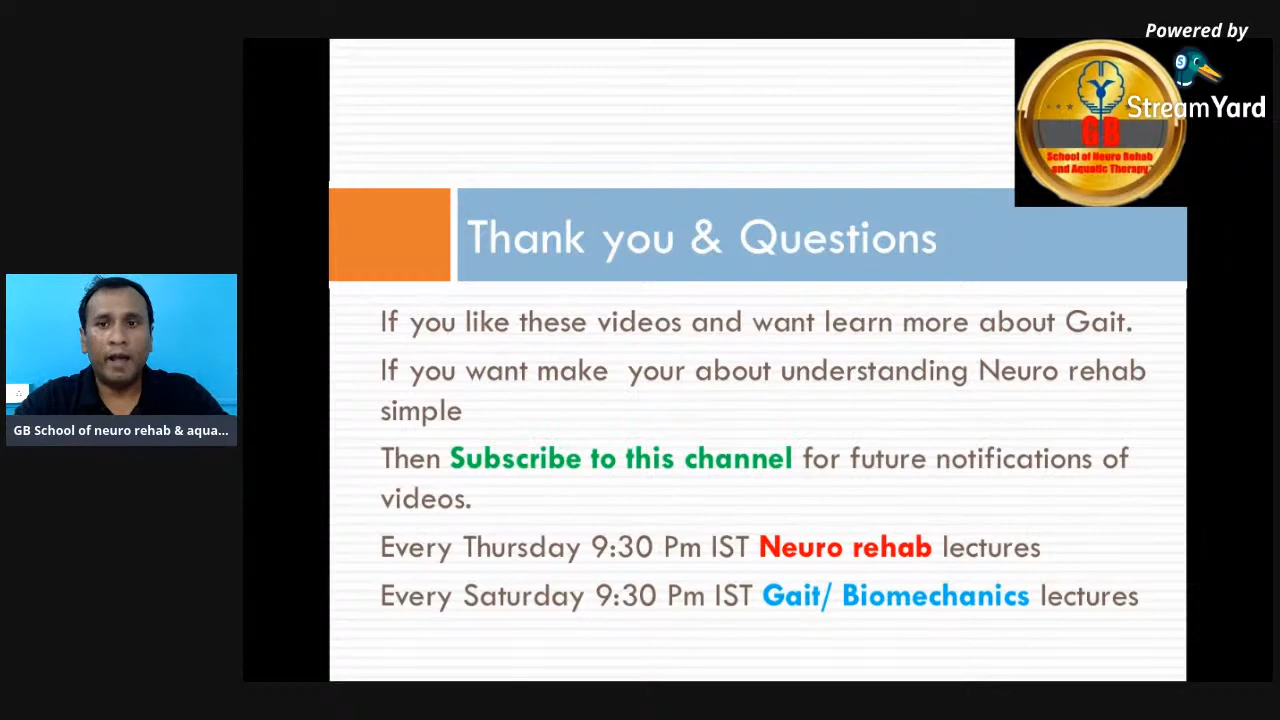 Powered by
StreamYard
GB
School of Neuro Rehab
and Aquatic Therapy
Thank you & Questions
If you like these videos and want learn more about Gait.
If you want make your about understanding Neuro rehab
simple
Then Subscribe to this channel for future notifications of
videos.
Every Thursday 9:30 Pm IST Neuro rehab lectures
Every Saturday 9:30 Pm IST Gait/ Biomechanics lectures
GB School of neuro rehab & aqua...